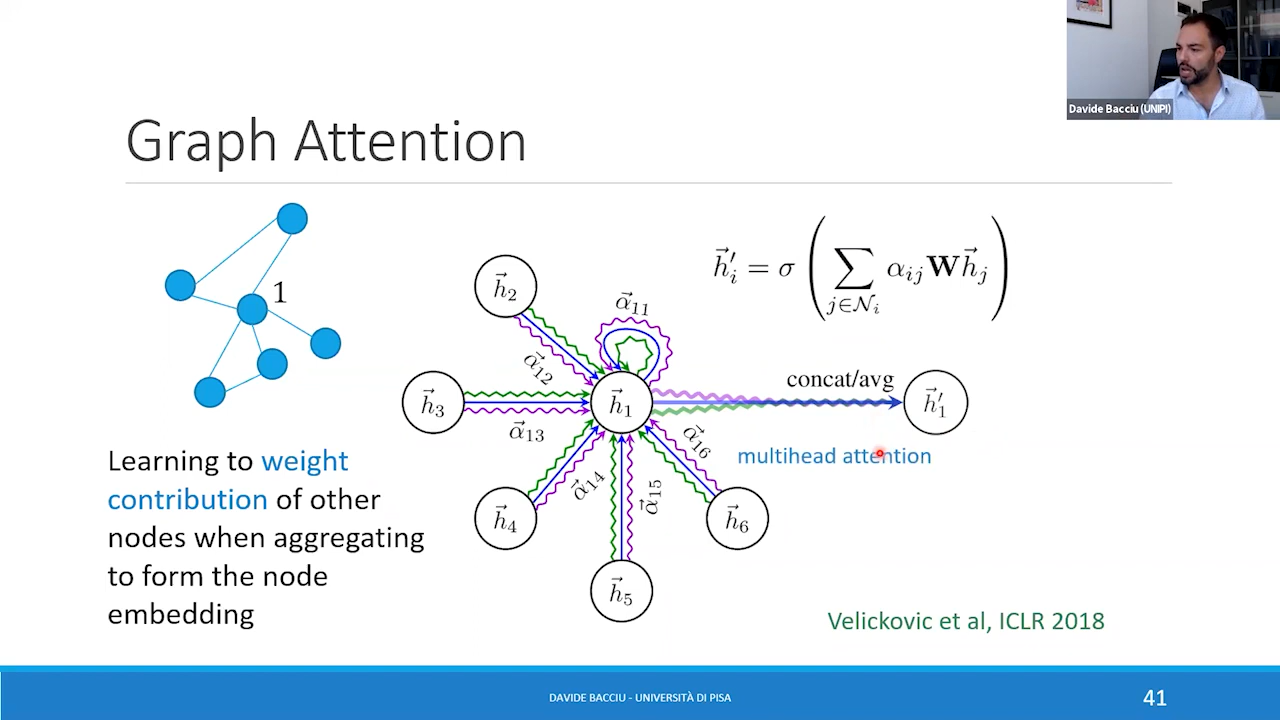 Davide Bacciu (UNIPI)
Graph Attention
1
$\vec{h}'_i = \sigma \left( \sum_{j \in \mathcal{N}_i} \alpha_{ij} \mathbf{W} \vec{h}_j \right)$
$\vec{h}_2$
$\vec{\alpha}_{11}$
$\vec{\alpha}_{12}$
concat/avg
$\vec{h}_3$
$\vec{h}_1$
$\vec{h}'_1$
$\vec{\alpha}_{13}$
$\vec{\alpha}_{16}$
multihead attention
$\vec{\alpha}_{14}$
$\vec{\alpha}_{15}$
$\vec{h}_4$
$\vec{h}_6$
$\vec{h}_5$
Learning to weight
contribution of other
nodes when aggregating
to form the node
embedding
Velickovic et al, ICLR 2018
DAVIDE BACCIU - UNIVERSITÀ DI PISA
41